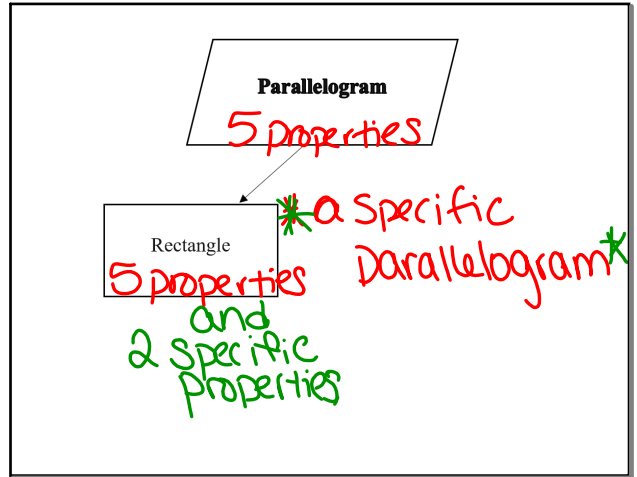 Parallelogram
5 properties
* a specific
parallelogram *
Rectangle
5 properties
and
2 specific
properties